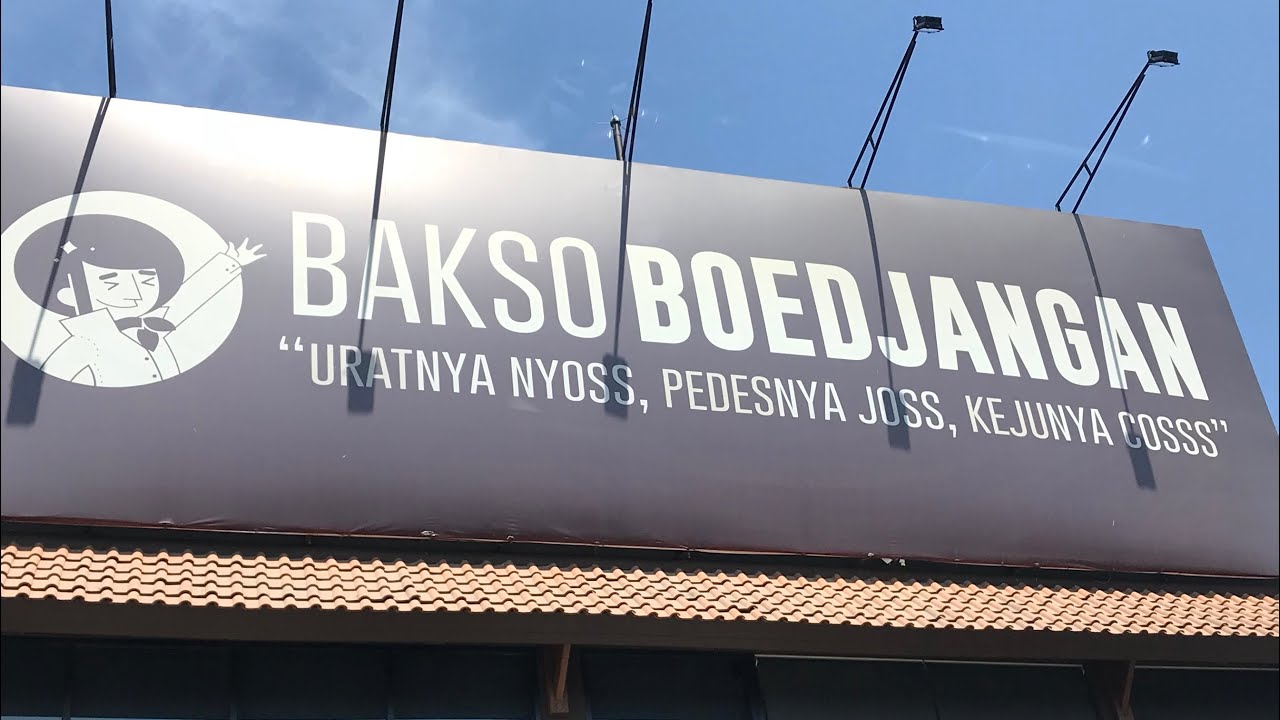 BAKSO BOEDJANGAN
“URATNYA NYOSS, PEDESNYA JOSS, KEJUNYA COSSS”